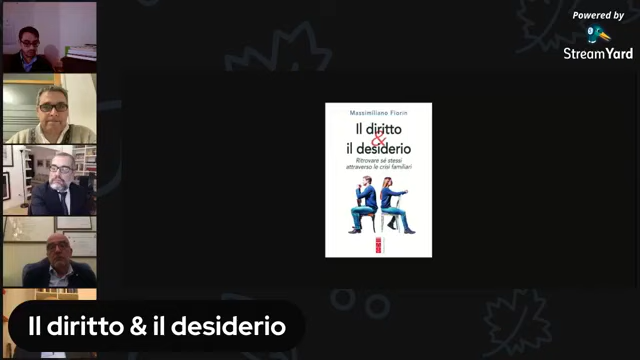 Powered by
StreamYard
Massimiliano Fiorin
Il diritto
&
il desiderio
Ritrovare sé stessi
attraverso le crisi familiari
Il diritto & il desiderio